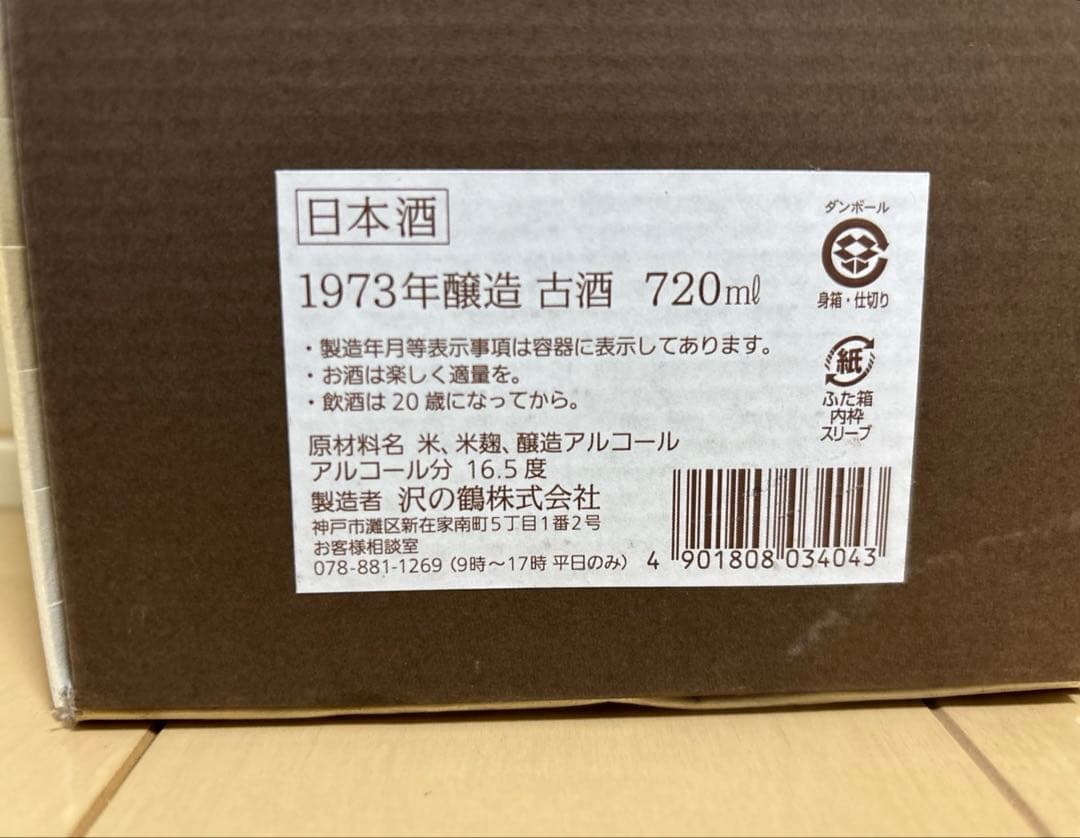 日本酒
1973年醸造 古酒 720㎖
・製造年月等表示事項は容器に表示してあります。
・お酒は楽しく適量を。
・飲酒は20歳になってから。
原材料名 米、米麹、醸造アルコール
アルコール分 16.5度
製造者 沢の鶴株式会社
神戸市灘区新在家南町5丁目1番2号
お客様相談室
078-881-1269（9時〜17時 平日のみ）
ダンボール
身箱・仕切り
紙
ふた箱
内枠
スリーブ
4 901808 034043